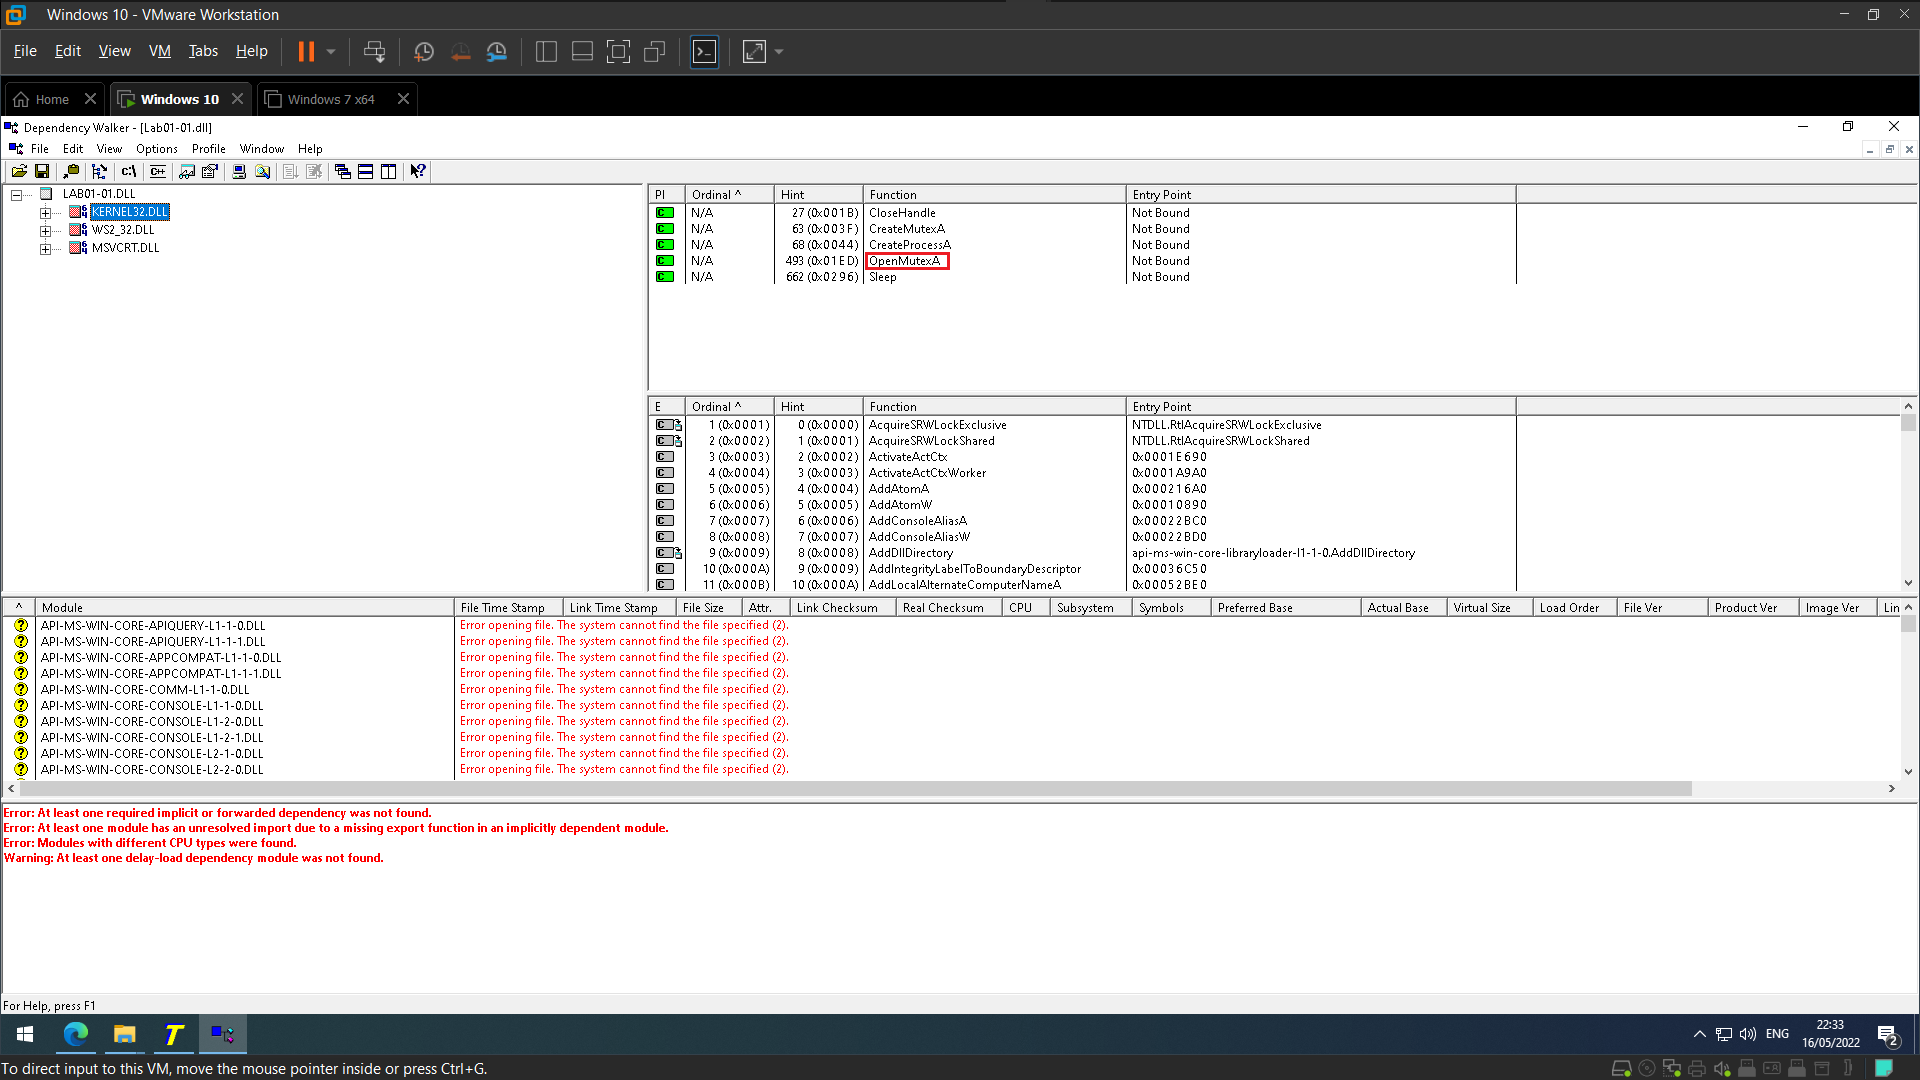 Windows 10 - VMware Workstation
File Edit View VM Tabs Help
Home Windows 10 Windows 7 x64
Dependency Walker - [Lab01-01.dll]
File Edit View Options Profile Window Help
LAB01-01.DLL
KERNEL32.DLL
WS2_32.DLL
MSVCRT.DLL
PI Ordinal ^ Hint Function Entry Point
N/A 27 (0x001B) CloseHandle Not Bound
N/A 63 (0x003F) CreateMutexA Not Bound
N/A 68 (0x0044) CreateProcessA Not Bound
N/A 493 (0x01ED) OpenMutexA Not Bound
N/A 662 (0x0296) Sleep Not Bound
E Ordinal ^ Hint Function Entry Point
1 (0x0001) 0 (0x0000) AcquireSRWLockExclusive NTDLL.RtlAcquireSRWLockExclusive
2 (0x0002) 1 (0x0001) AcquireSRWLockShared NTDLL.RtlAcquireSRWLockShared
3 (0x0003) 2 (0x0002) ActivateActCtx 0x0001E690
4 (0x0004) 3 (0x0003) ActivateActCtxWorker 0x0001A9A0
5 (0x0005) 4 (0x0004) AddAtomA 0x000216A0
6 (0x0006) 5 (0x0005) AddAtomW 0x00010890
7 (0x0007) 6 (0x0006) AddConsoleAliasA 0x00022BC0
8 (0x0008) 7 (0x0007) AddConsoleAliasW 0x00022BD0
9 (0x0009) 8 (0x0008) AddDllDirectory api-ms-win-core-libraryloader-l1-1-0.AddDllDirectory
10 (0x000A) 9 (0x0009) AddIntegrityLabelToBoundaryDescriptor 0x00036C50
11 (0x000B) 10 (0x000A) AddLocalAlternateComputerNameA 0x00052BE0
^ Module File Time Stamp Link Time Stamp File Size Attr. Link Checksum Real Checksum CPU Subsystem Symbols Preferred Base Actual Base Virtual Size Load Order File Ver Product Ver Image Ver Lin
API-MS-WIN-CORE-APIQUERY-L1-1-0.DLL Error opening file. The system cannot find the file specified (2).
API-MS-WIN-CORE-APIQUERY-L1-1-1.DLL Error opening file. The system cannot find the file specified (2).
API-MS-WIN-CORE-APPCOMPAT-L1-1-0.DLL Error opening file. The system cannot find the file specified (2).
API-MS-WIN-CORE-APPCOMPAT-L1-1-1.DLL Error opening file. The system cannot find the file specified (2).
API-MS-WIN-CORE-COMM-L1-1-0.DLL Error opening file. The system cannot find the file specified (2).
API-MS-WIN-CORE-CONSOLE-L1-1-0.DLL Error opening file. The system cannot find the file specified (2).
API-MS-WIN-CORE-CONSOLE-L1-2-0.DLL Error opening file. The system cannot find the file specified (2).
API-MS-WIN-CORE-CONSOLE-L1-2-1.DLL Error opening file. The system cannot find the file specified (2).
API-MS-WIN-CORE-CONSOLE-L2-1-0.DLL Error opening file. The system cannot find the file specified (2).
API-MS-WIN-CORE-CONSOLE-L2-2-0.DLL Error opening file. The system cannot find the file specified (2).
Error: At least one required implicit or forwarded dependency was not found.
Error: At least one module has an unresolved import due to a missing export function in an implicitly dependent module.
Error: Modules with different CPU types were found.
Warning: At least one delay-load dependency module was not found.
For Help, press F1
ENG 22:33
16/05/2022
2
To direct input to this VM, move the mouse pointer inside or press Ctrl+G.